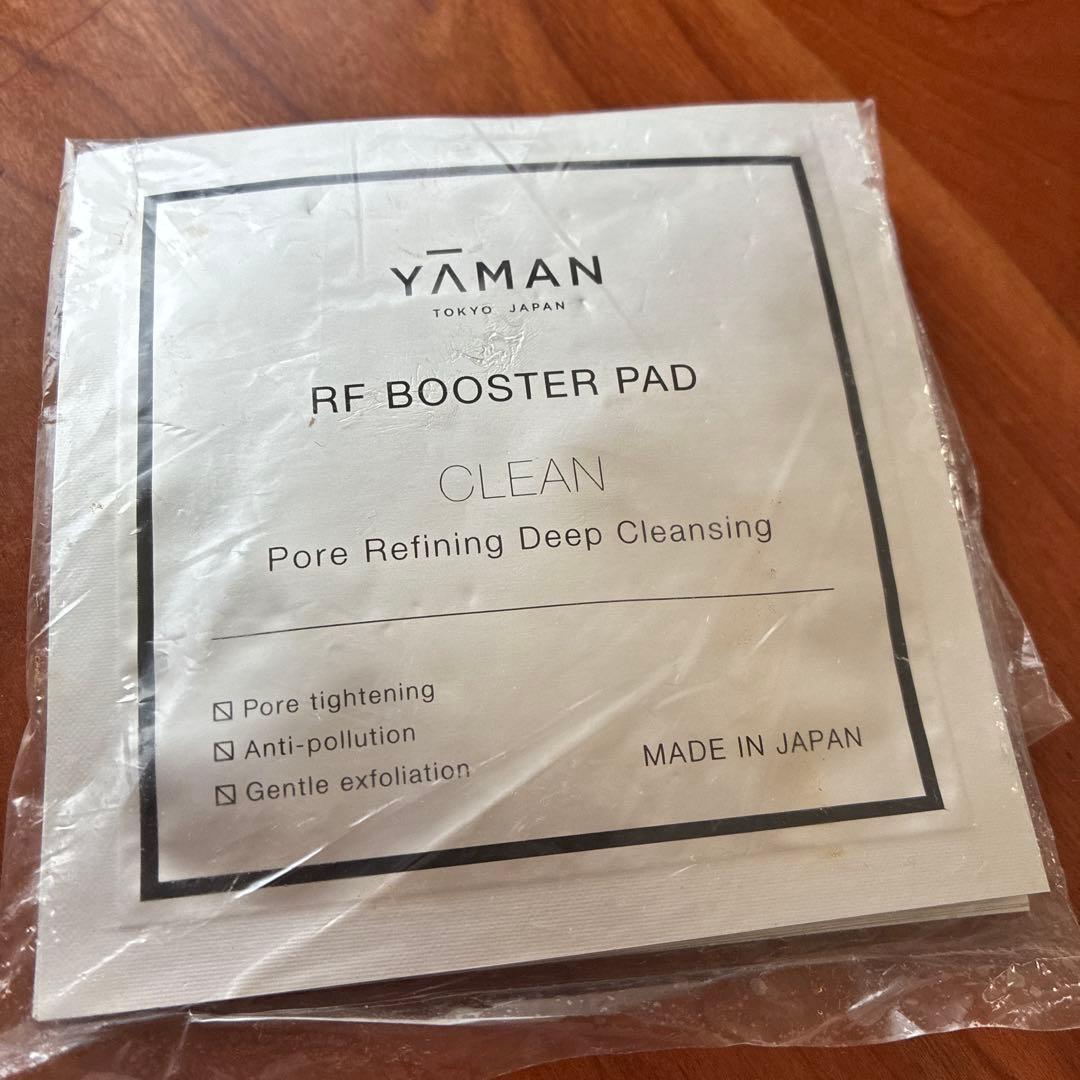 YĀMAN
TOKYO JAPAN
RF BOOSTER PAD
CLEAN
Pore Refining Deep Cleansing
Pore tightening
Anti-pollution
Gentle exfoliation
MADE IN JAPAN